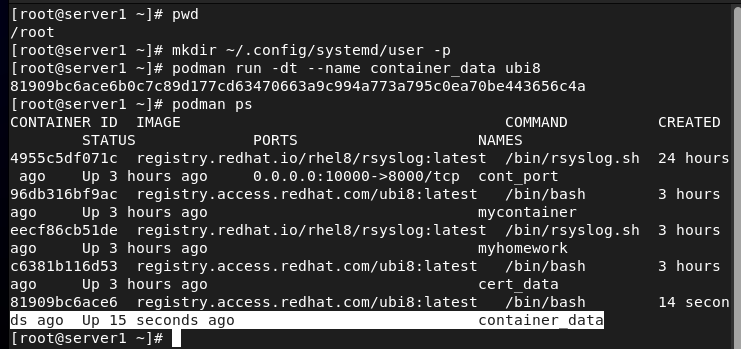 [root@server1 ~]# pwd
/root
[root@server1 ~]# mkdir ~/.config/systemd/user -p
[root@server1 ~]# podman run -dt --name container_data ubi8
81909bc6ace6b0c7c89d177cd63470663a9c994a773a795c0ea70be443656c4a
[root@server1 ~]# podman ps
CONTAINER ID  IMAGE                                    COMMAND           CREATED
        STATUS            PORTS                   NAMES
4955c5df071c  registry.redhat.io/rhel8/rsyslog:latest  /bin/rsyslog.sh  24 hours
 ago    Up 3 hours ago    0.0.0.0:10000->8000/tcp  cont_port
96db316bf9ac  registry.access.redhat.com/ubi8:latest   /bin/bash        3 hours
ago     Up 3 hours ago                            mycontainer
eecf86cb51de  registry.redhat.io/rhel8/rsyslog:latest  /bin/rsyslog.sh  3 hours
ago     Up 3 hours ago                            myhomework
c6381b116d53  registry.access.redhat.com/ubi8:latest   /bin/bash        3 hours
ago     Up 3 hours ago                            cert_data
81909bc6ace6  registry.access.redhat.com/ubi8:latest   /bin/bash        14 secon
ds ago  Up 15 seconds ago                         container_data
[root@server1 ~]#